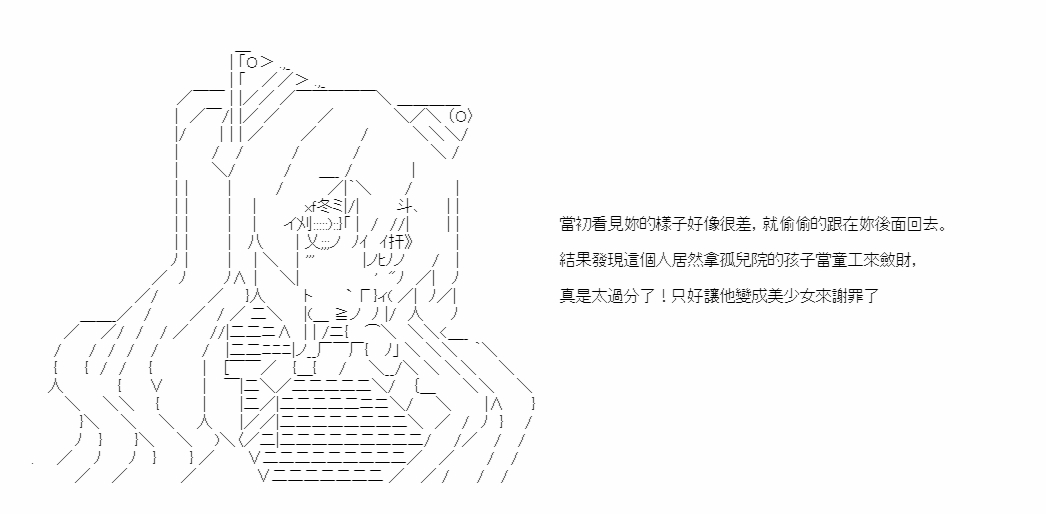 當初看見妳的樣子好像很差，就偷偷的跟在妳後面回去。
結果發現這個人居然拿孤兒院的孩子當童工來斂財，
真是太過分了！只好讓他變成美少女來謝罪了